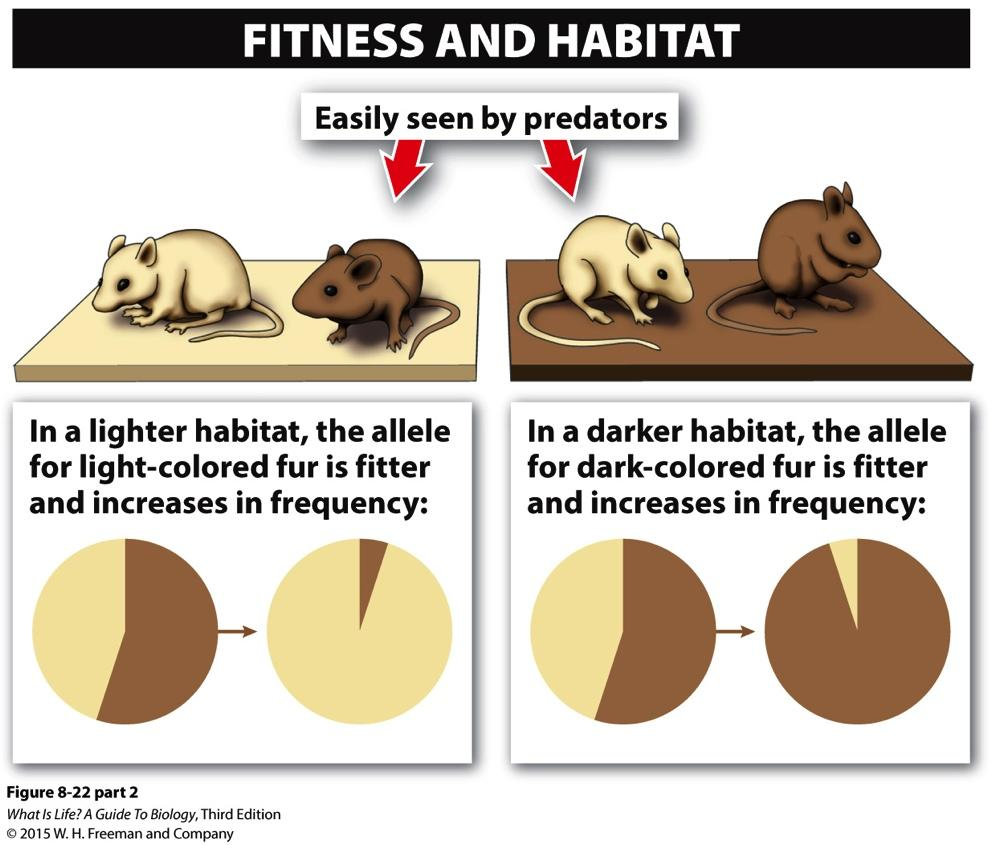 FITNESS AND HABITAT
Easily seen by predators
In a lighter habitat, the allele
for light-colored fur is fitter
and increases in frequency:
In a darker habitat, the allele
for dark-colored fur is fitter
and increases in frequency:
Figure 8-22 part 2
What Is Life? A Guide To Biology, Third Edition
© 2015 W. H. Freeman and Company